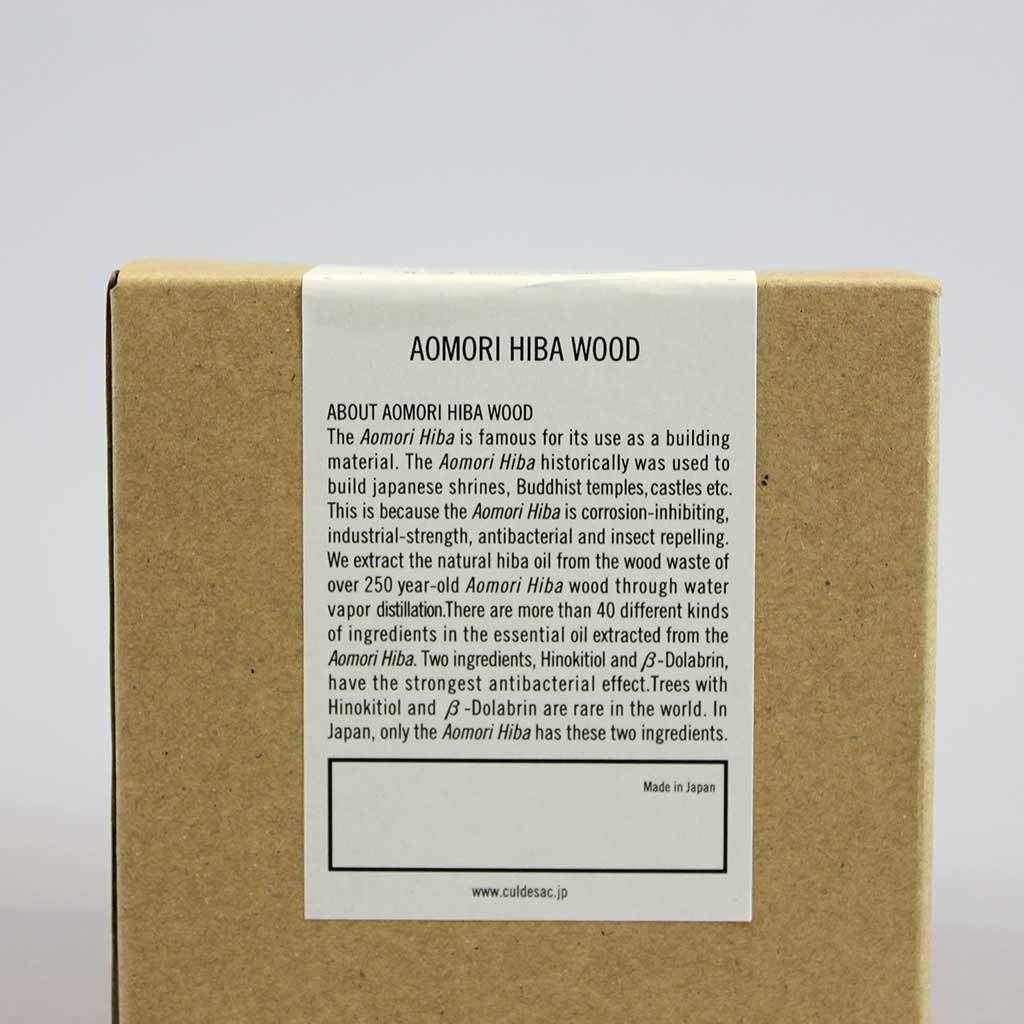 AOMORI HIBA WOOD
ABOUT AOMORI HIBA WOOD
The Aomori Hiba is famous for its use as a building
material. The Aomori Hiba historically was used to
build japanese shrines, Buddhist temples, castles etc.
This is because the Aomori Hiba is corrosion-inhibiting,
industrial-strength, antibacterial and insect repelling.
We extract the natural hiba oil from the wood waste of
over 250 year-old Aomori Hiba wood through water
vapor distillation.There are more than 40 different kinds
of ingredients in the essential oil extracted from the
Aomori Hiba. Two ingredients, Hinokitiol and β-Dolabrin,
have the strongest antibacterial effect.Trees with
Hinokitiol and β-Dolabrin are rare in the world. In
Japan, only the Aomori Hiba has these two ingredients.
Made in Japan
www.culdesac.jp